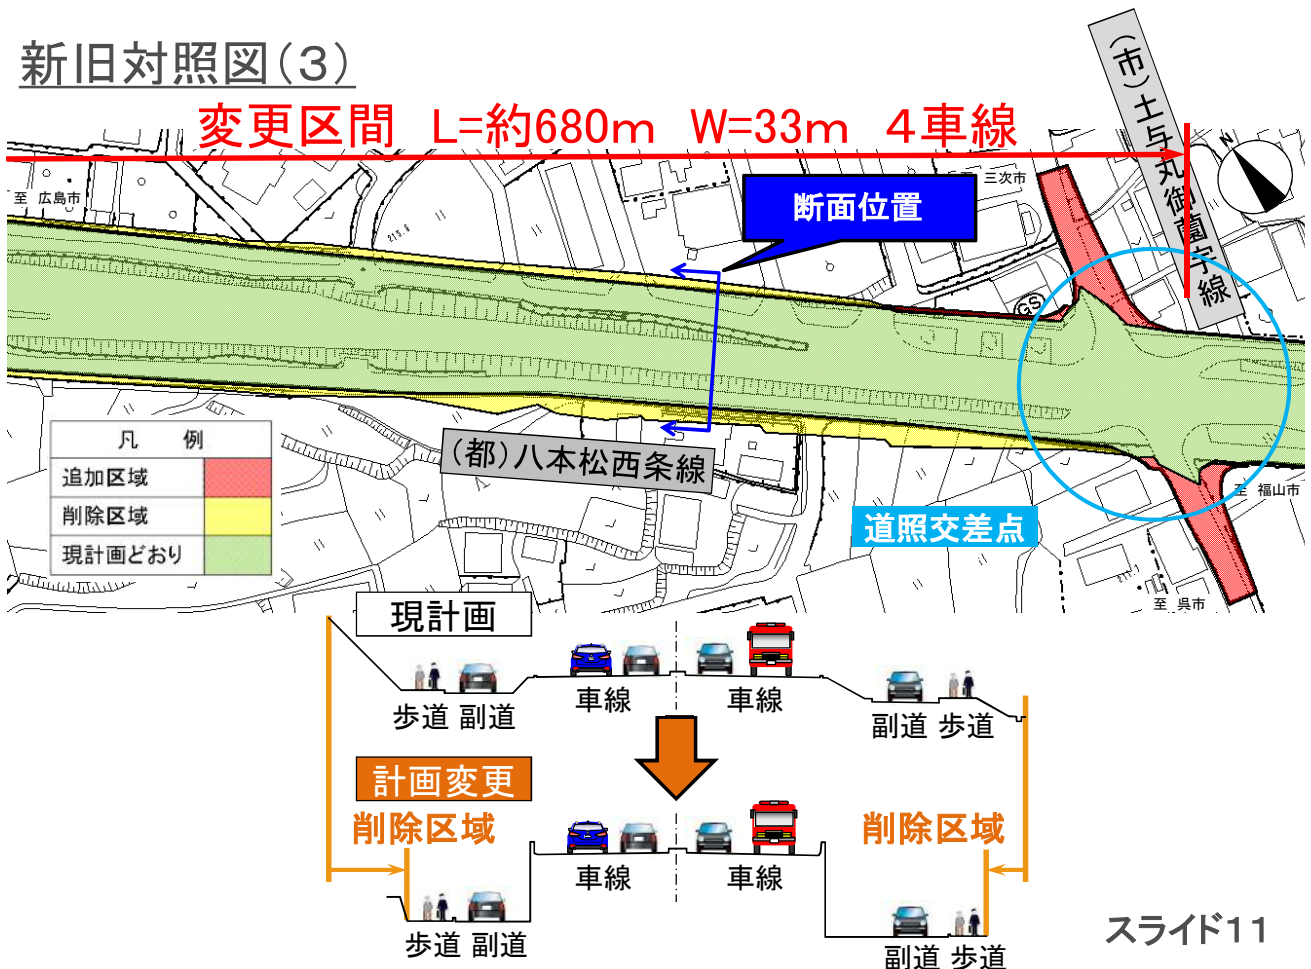 新旧対照図(3)
変更区間 L=約680m W=33m 4車線
(市)土与丸御薗宇線
至 広島市
三次市
N
断面位置
215.6
GS
(都)八本松西条線
凡 例
追加区域
削除区域
現計画どおり
道照交差点
至 福山市
至 呉市
現計画
歩道 副道
車線
車線
副道 歩道
計画変更
削除区域
削除区域
車線
車線
歩道 副道
副道 歩道
スライド11